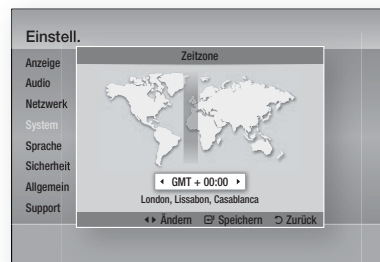 Einstell.
Zeitzone
Anzeige
Audio
Netzwerk
System
Sprache
Sicherheit
Allgemein
Support
GMT + 00:00
London, Lissabon, Casablanca
Ändern Speichern Zurück